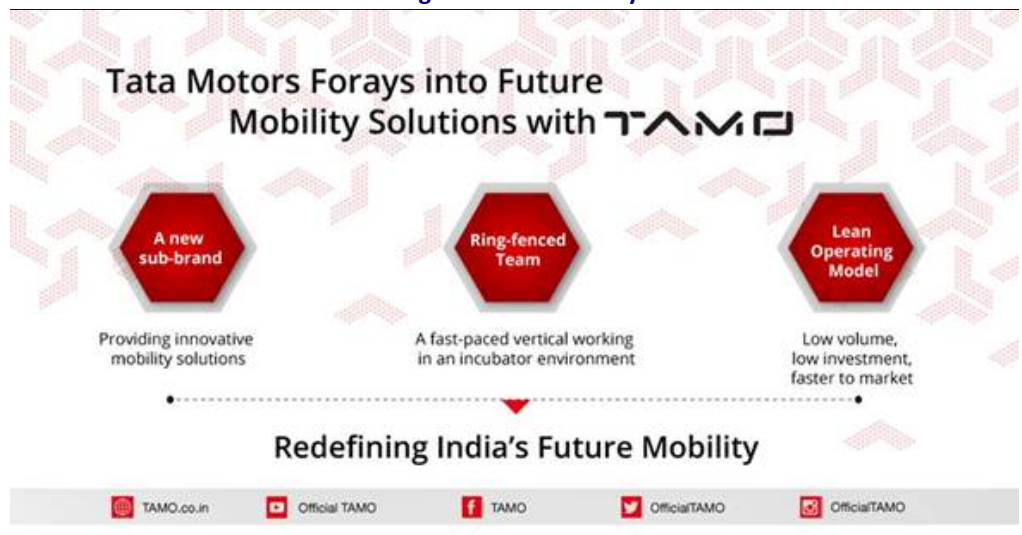 Tata Motors Forays into Future
Mobility Solutions with TAMO
A new
sub-brand
Providing innovative
mobility solutions
Ring-fenced
Team
A fast-paced vertical working
in an incubator environment
Lean
Operating
Model
Low volume,
low investment,
faster to market
Redefining India's Future Mobility
TAMO.co.in
Official TAMO
TAMO
OfficialTAMO
OfficialTAMO